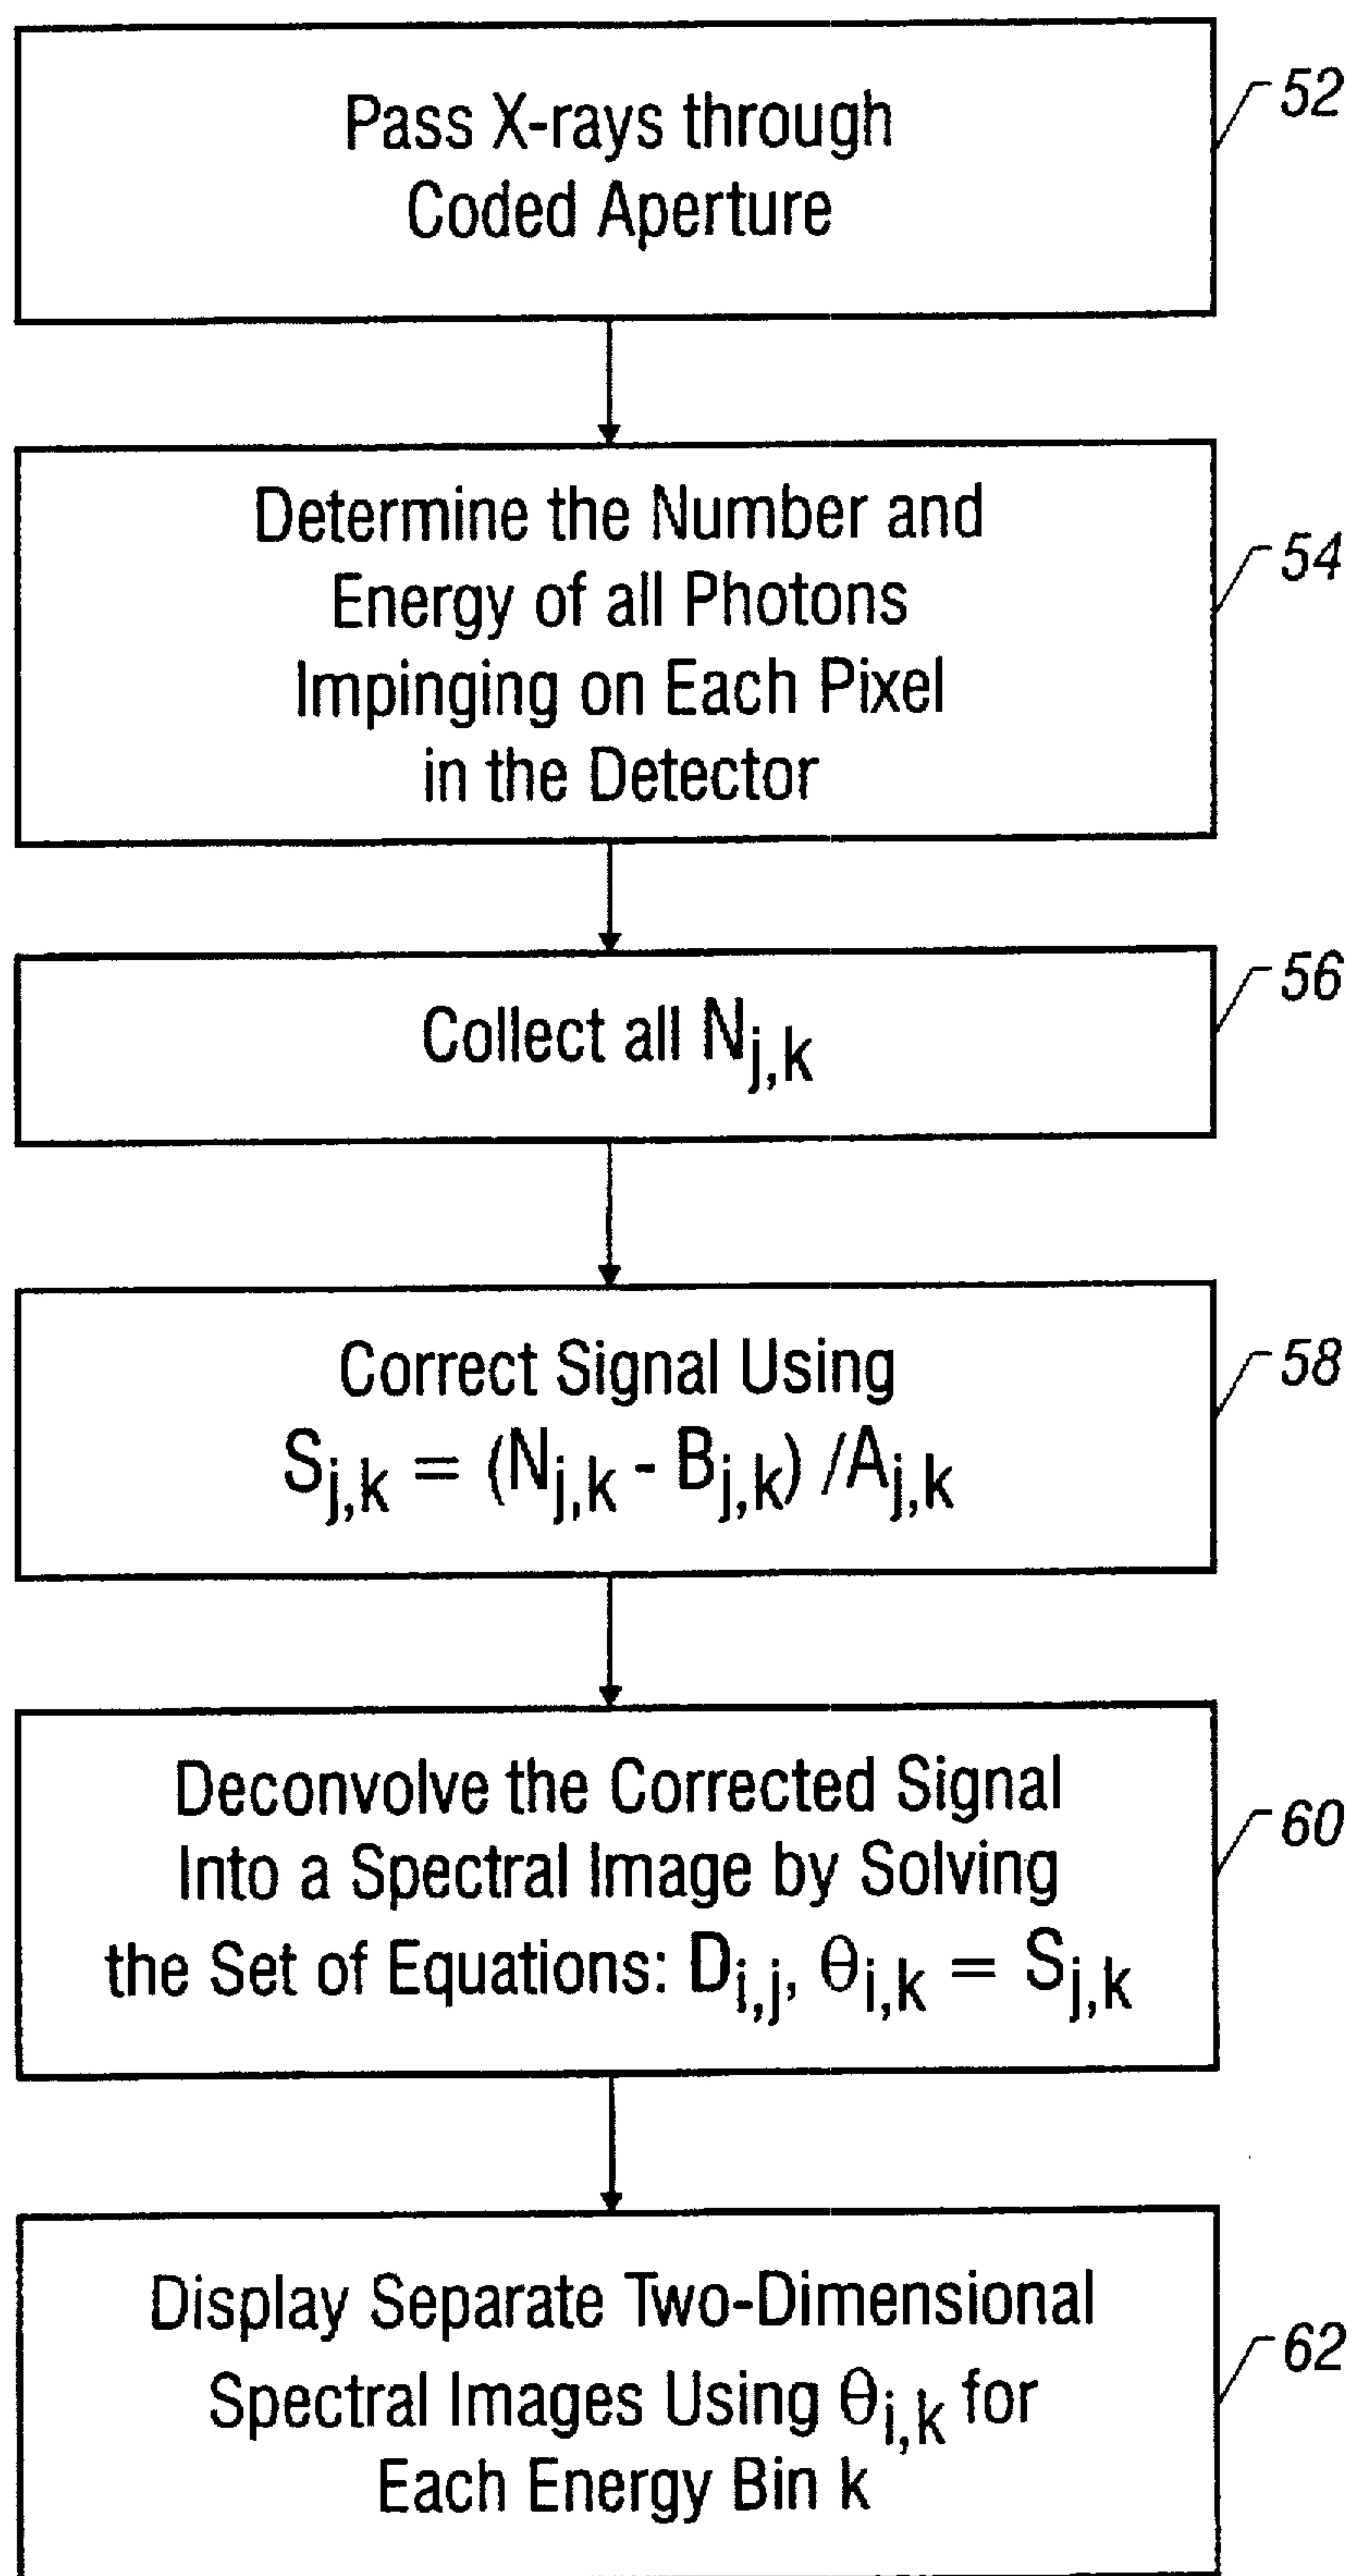 Pass X-rays through
Coded Aperture
52
Determine the Number and
Energy of all Photons
Impinging on Each Pixel
in the Detector
54
Collect all Nj,k
56
Correct Signal Using
Sj,k = (Nj,k - Bj,k) /Aj,k
58
Deconvolve the Corrected Signal
Into a Spectral Image by Solving
the Set of Equations: Di,j, θi,k = Sj,k
60
Display Separate Two-Dimensional
Spectral Images Using θi,k for
Each Energy Bin k
62